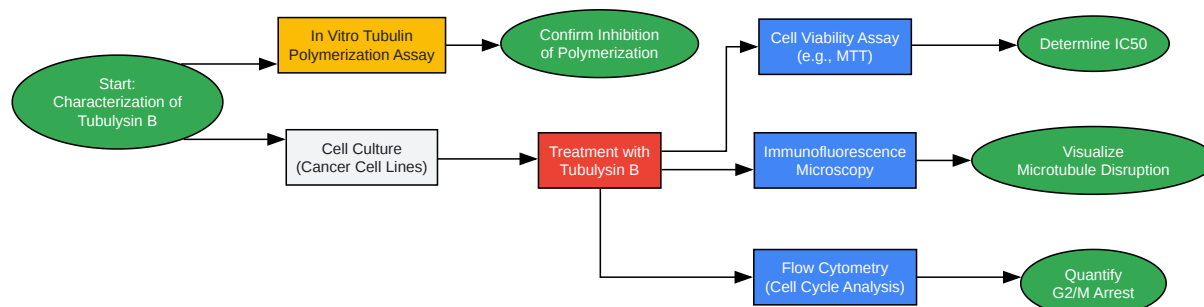 Start:
Characterization of
Tubulysin B
In Vitro Tubulin
Polymerization Assay
Confirm Inhibition
of Polymerization
Cell Culture
(Cancer Cell Lines)
Treatment with
Tubulysin B
Cell Viability Assay
(e.g., MTT)
Determine IC50
Immunofluorescence
Microscopy
Visualize
Microtubule Disruption
Flow Cytometry
(Cell Cycle Analysis)
Quantify
G2/M Arrest